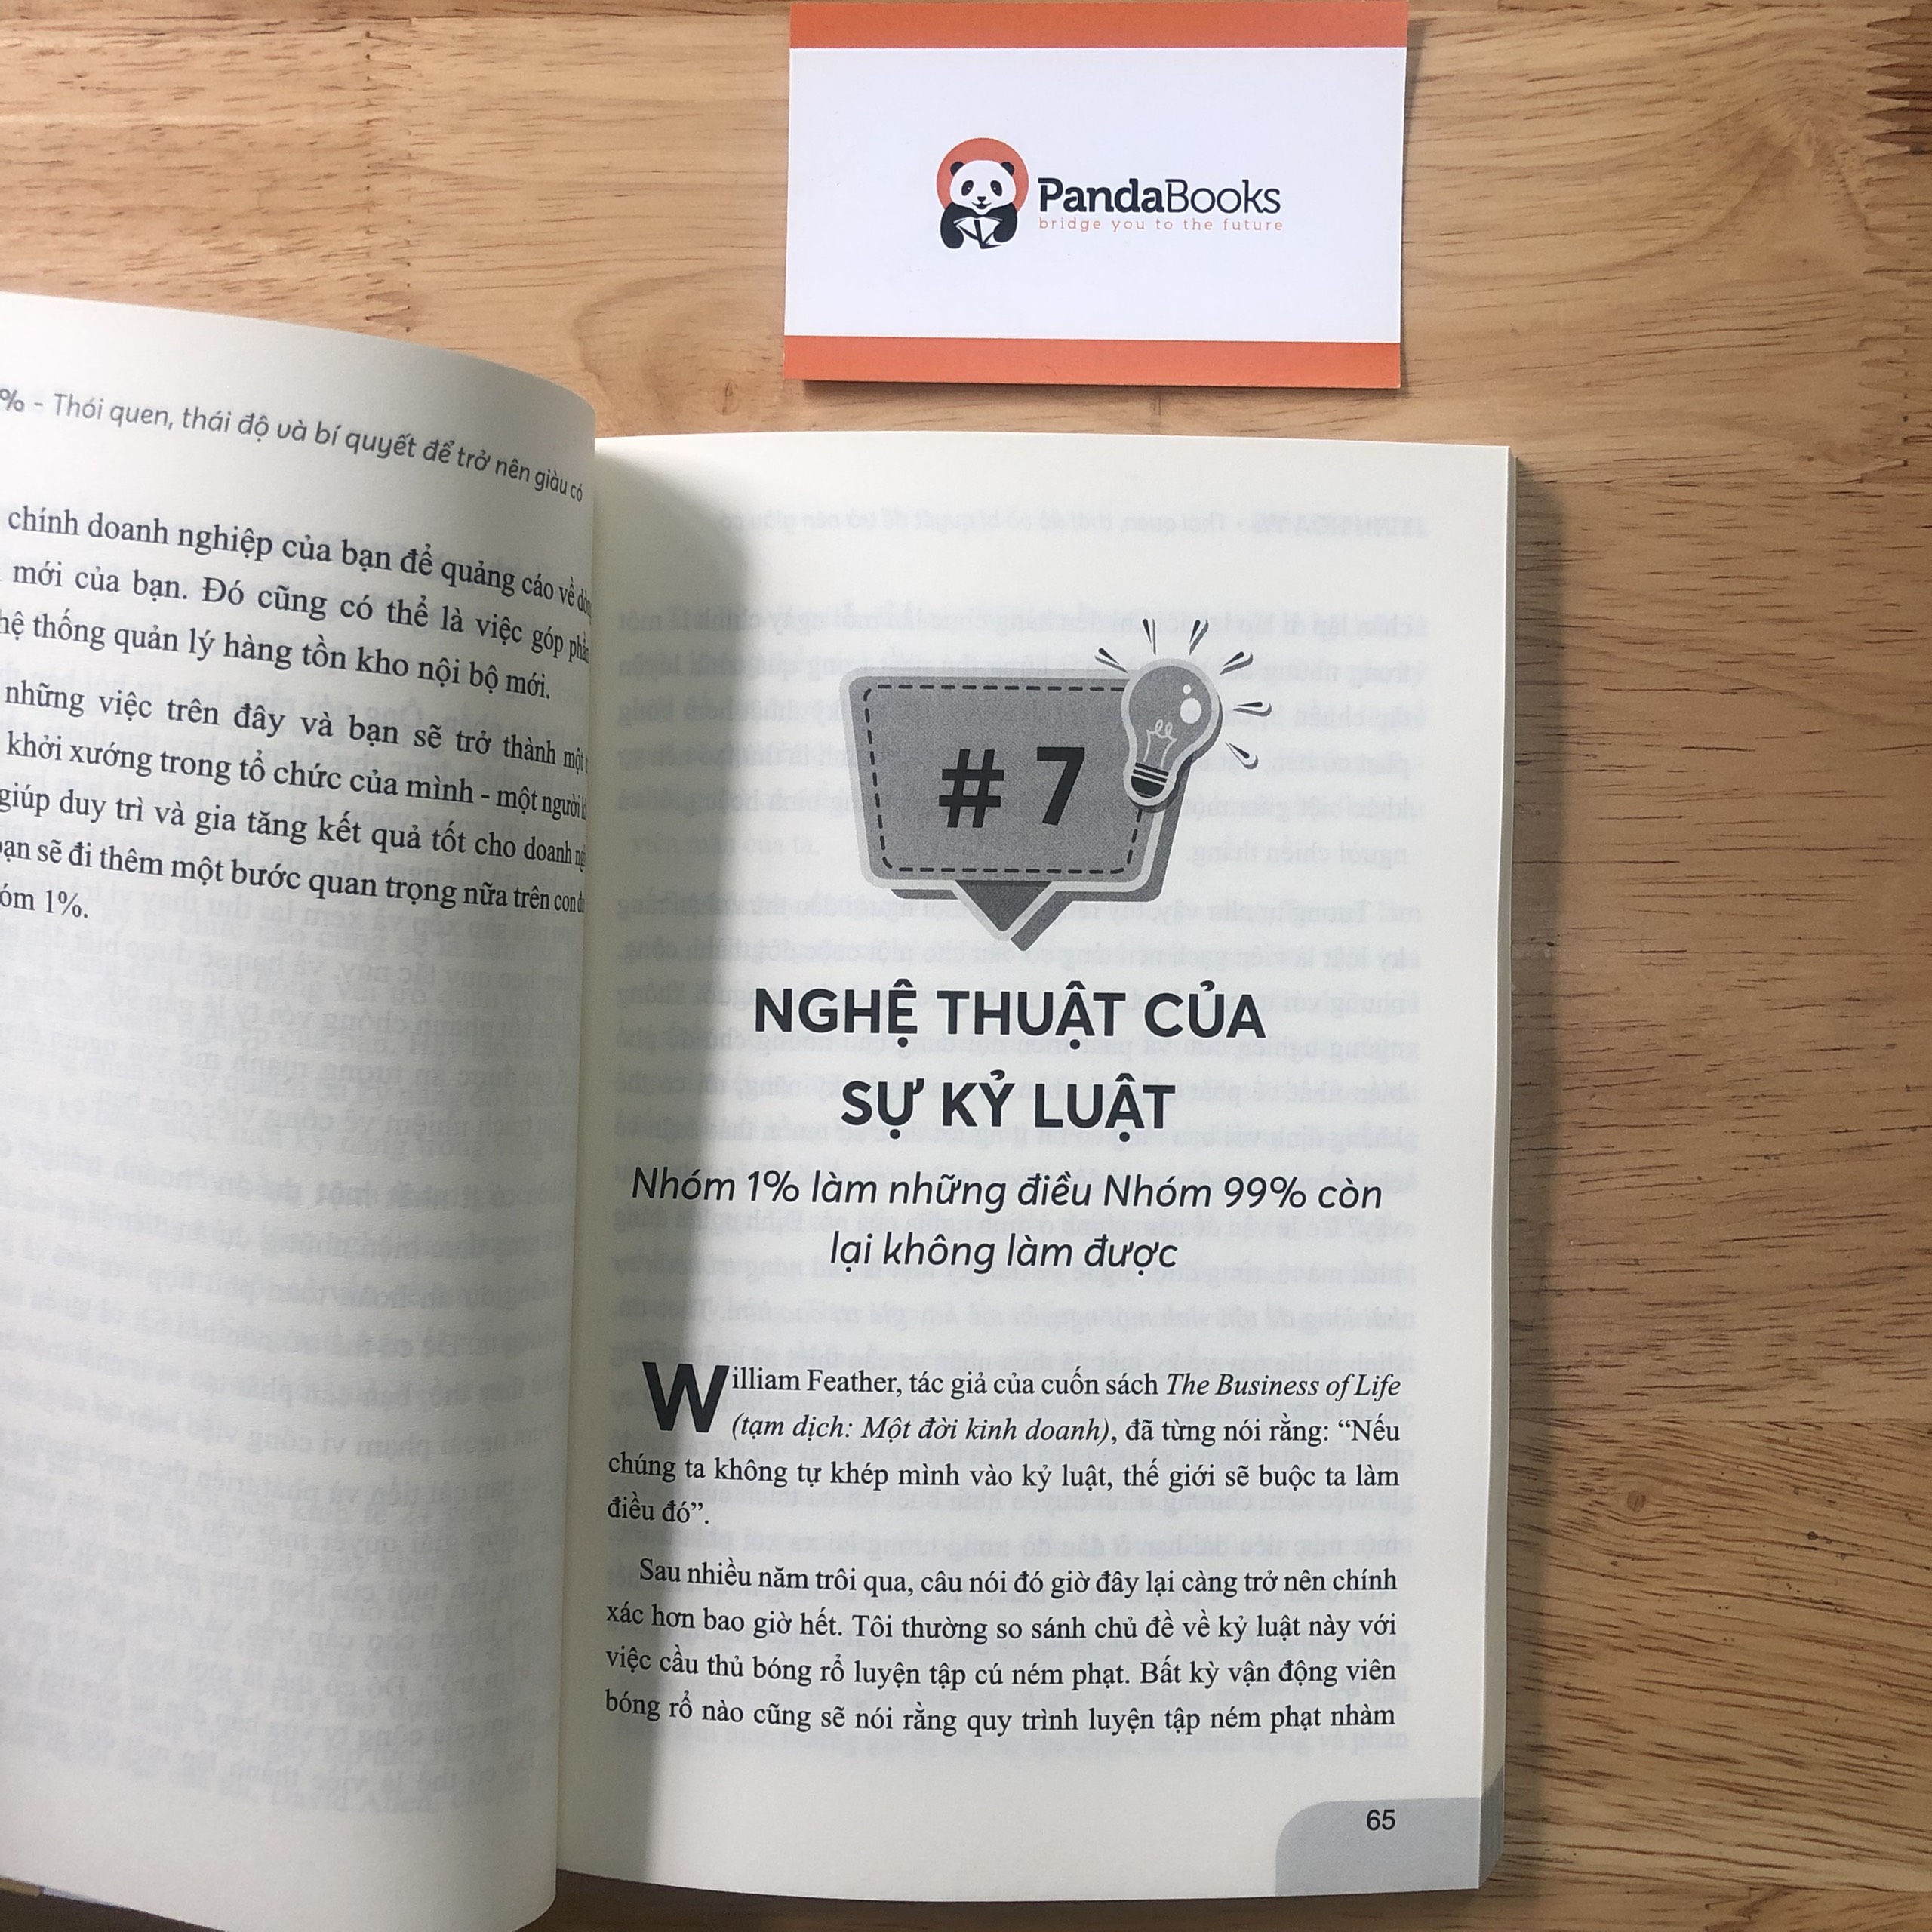 PandaBooks
bridge you to the future
% - Thói quen, thái độ và bí quyết để trở nên giàu có
chính doanh nghiệp của bạn để quảng cáo về
mới của bạn. Đó cũng có thể là việc góp
hệ thống quản lý hàng tồn kho nội bộ mới.
những việc trên đây và bạn sẽ trở thành một
khởi xướng trong tổ chức của mình - một người
giúp duy trì và gia tăng kết quả tốt cho doanh
bạn sẽ đi thêm một bước quan trọng nữa trên con
1%.
# 7
NGHỆ THUẬT CỦA
SỰ KỶ LUẬT
Nhóm 1% làm những điều Nhóm 99% còn
lại không làm được
William Feather, tác giả của cuốn sách The Business of Life
(tạm dịch: Một đời kinh doanh), đã từng nói rằng: “Nếu
chúng ta không tự khép mình vào kỷ luật, thế giới sẽ buộc ta làm
điều đó”.
Sau nhiều năm trôi qua, câu nói đó giờ đây lại càng trở nên chính
xác hơn bao giờ hết. Tôi thường so sánh chủ đề về kỷ luật này với
việc cầu thủ bóng rổ luyện tập cú ném phạt. Bất kỳ vận động viên
bóng rổ nào cũng sẽ nói rằng quy trình luyện tập ném phạt nhàm
65